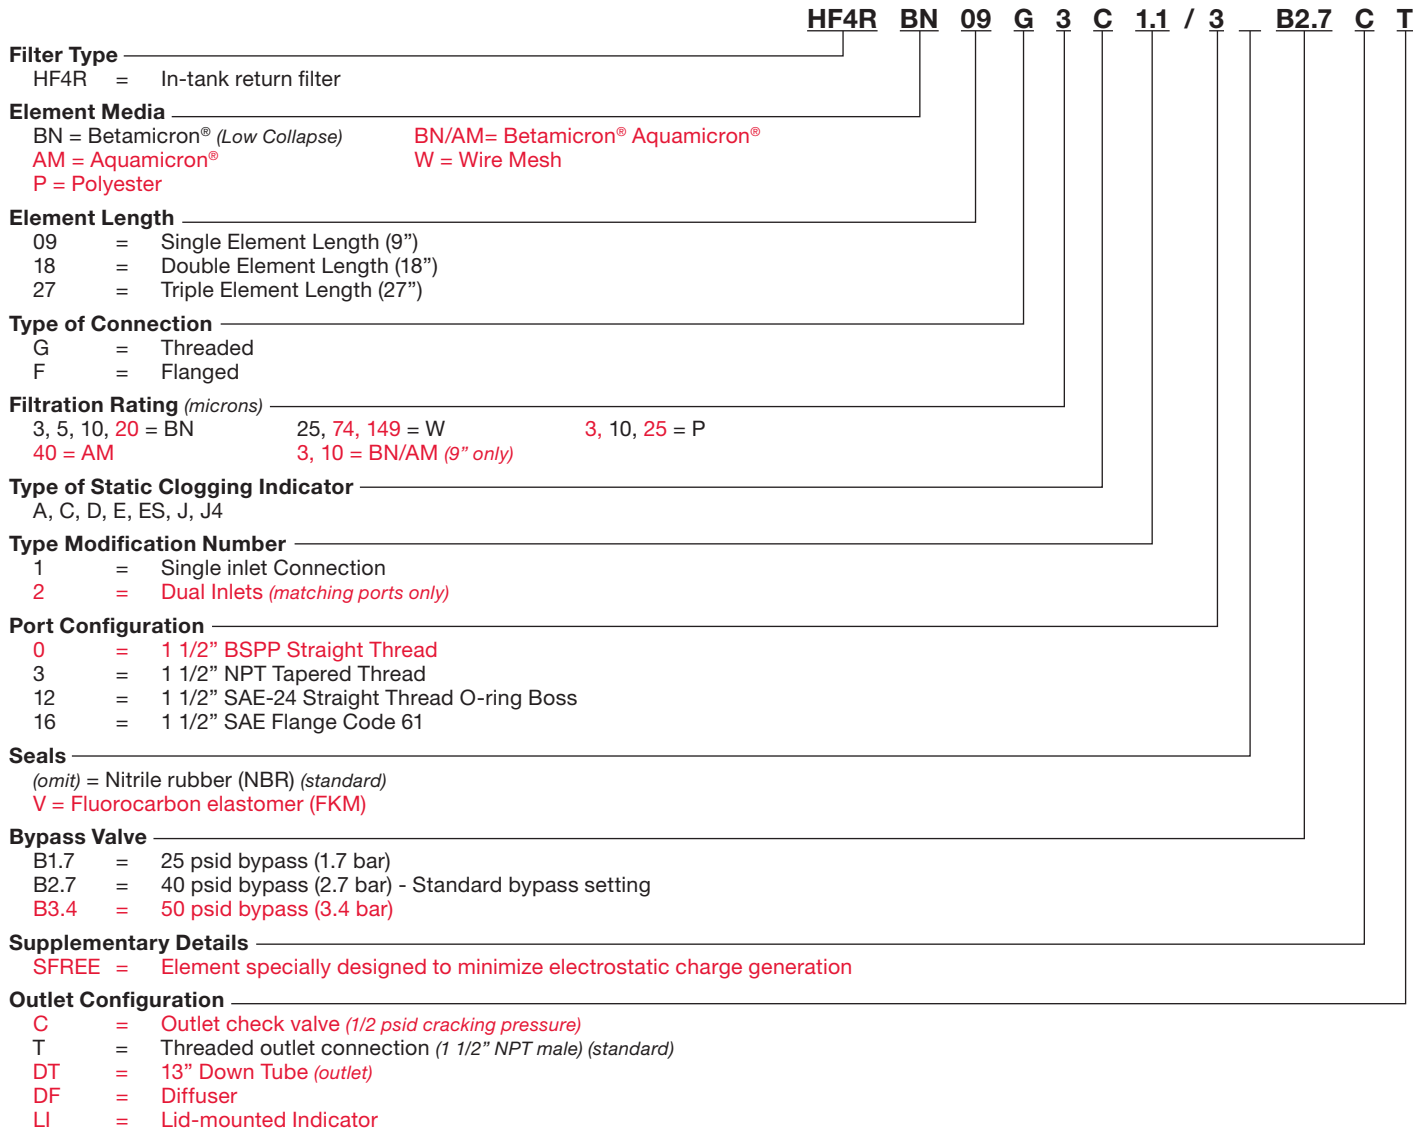 HF4R BN 09 G 3 C 1.1 / 3 _ B2.7 C T
Filter Type
HF4R = In-tank return filter
Element Media
BN = Betamicron® (Low Collapse) BN/AM= Betamicron® Aquamicron®
AM = Aquamicron® W = Wire Mesh
P = Polyester
Element Length
09 = Single Element Length (9”)
18 = Double Element Length (18”)
27 = Triple Element Length (27”)
Type of Connection
G = Threaded
F = Flanged
Filtration Rating (microns)
3, 5, 10, 20 = BN 25, 74, 149 = W 3, 10, 25 = P
40 = AM 3, 10 = BN/AM (9” only)
Type of Static Clogging Indicator
A, C, D, E, ES, J, J4
Type Modification Number
1 = Single inlet Connection
2 = Dual Inlets (matching ports only)
Port Configuration
0 = 1 1/2” BSPP Straight Thread
3 = 1 1/2” NPT Tapered Thread
12 = 1 1/2” SAE-24 Straight Thread O-ring Boss
16 = 1 1/2” SAE Flange Code 61
Seals
(omit) = Nitrile rubber (NBR) (standard)
V = Fluorocarbon elastomer (FKM)
Bypass Valve
B1.7 = 25 psid bypass (1.7 bar)
B2.7 = 40 psid bypass (2.7 bar) - Standard bypass setting
B3.4 = 50 psid bypass (3.4 bar)
Supplementary Details
SFREE = Element specially designed to minimize electrostatic charge generation
Outlet Configuration
C = Outlet check valve (1/2 psid cracking pressure)
T = Threaded outlet connection (1 1/2” NPT male) (standard)
DT = 13” Down Tube (outlet)
DF = Diffuser
LI = Lid-mounted Indicator